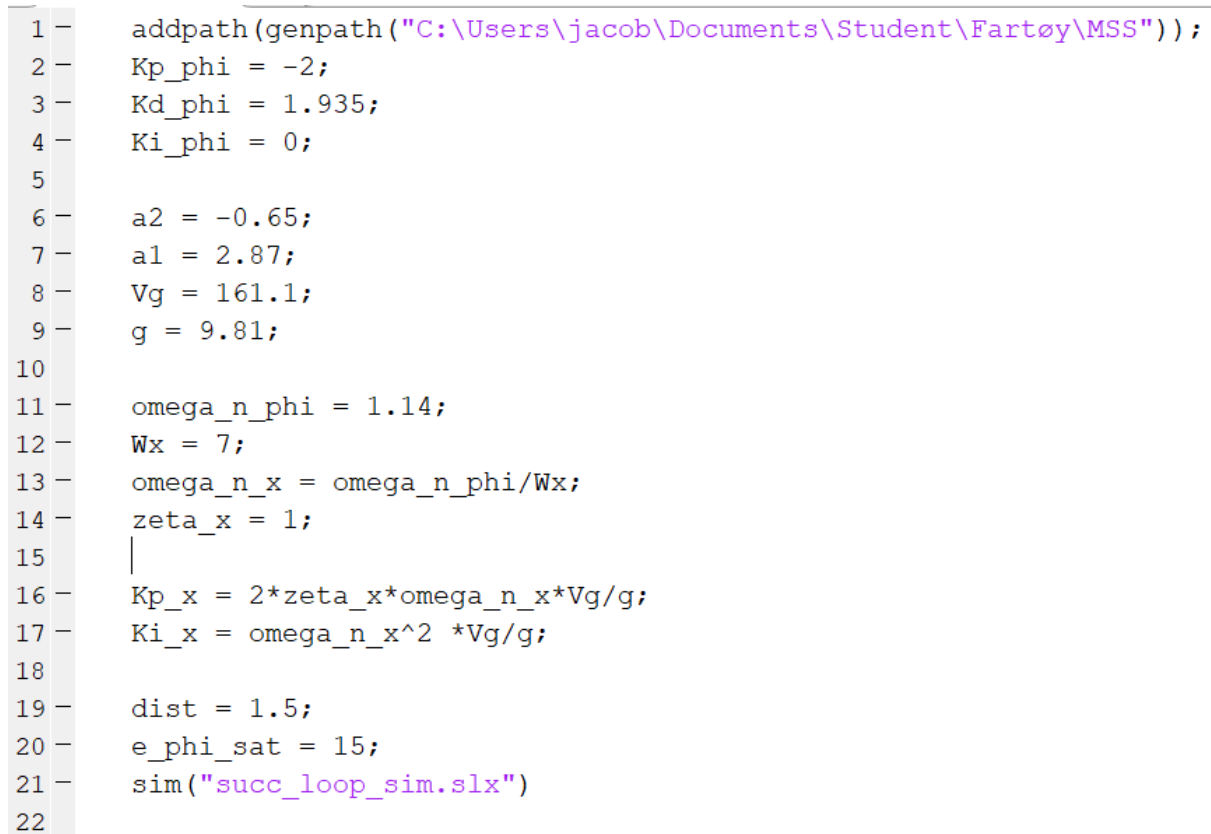 1 - addpath(genpath("C:\Users\jacob\Documents\Student\Fartøy\MSS"));
2 - Kp_phi = -2;
3 - Kd_phi = 1.935;
4 - Ki_phi = 0;
5
6 - a2 = -0.65;
7 - a1 = 2.87;
8 - Vg = 161.1;
9 - g = 9.81;
10
11 - omega_n_phi = 1.14;
12 - Wx = 7;
13 - omega_n_x = omega_n_phi/Wx;
14 - zeta_x = 1;
15
16 - Kp_x = 2*zeta_x*omega_n_x*Vg/g;
17 - Ki_x = omega_n_x^2 *Vg/g;
18
19 - dist = 1.5;
20 - e_phi_sat = 15;
21 - sim("succ_loop_sim.slx")
22